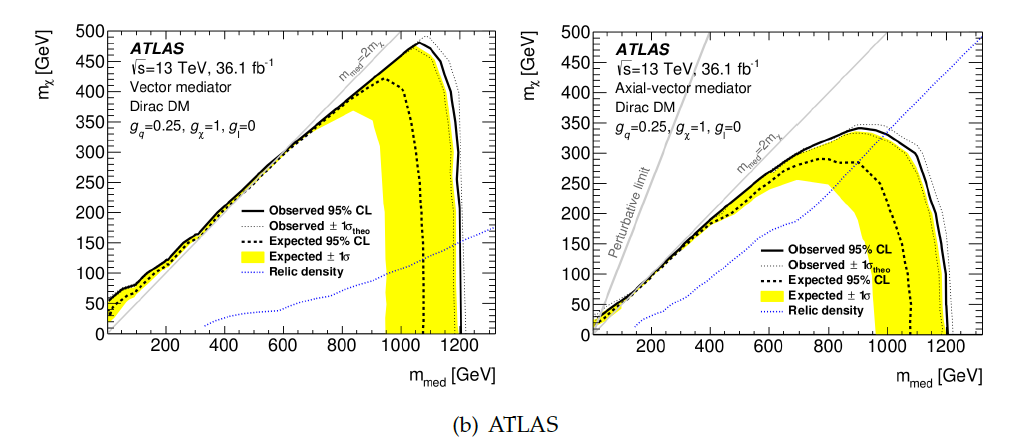 ATLAS
√s=13 TeV, 36.1 fb⁻¹
Vector mediator
Dirac DM
g_q=0.25, g_χ=1, g_l=0
m_med=2m_χ
Observed 95% CL
Observed ± 1σ_theo
Expected 95% CL
Expected ± 1σ
Relic density
m_χ [GeV]
500
450
400
350
300
250
200
150
100
50
0
200 400 600 800 1000 1200
m_med [GeV]
ATLAS
√s=13 TeV, 36.1 fb⁻¹
Axial-vector mediator
Dirac DM
g_q=0.25, g_χ=1, g_l=0
Perturbative limit
m_med=2m_χ
Observed 95% CL
Observed ± 1σ_theo
Expected 95% CL
Expected ± 1σ
Relic density
m_χ [GeV]
500
450
400
350
300
250
200
150
100
50
0
200 400 600 800 1000 1200
m_med [GeV]
(b) ATLAS